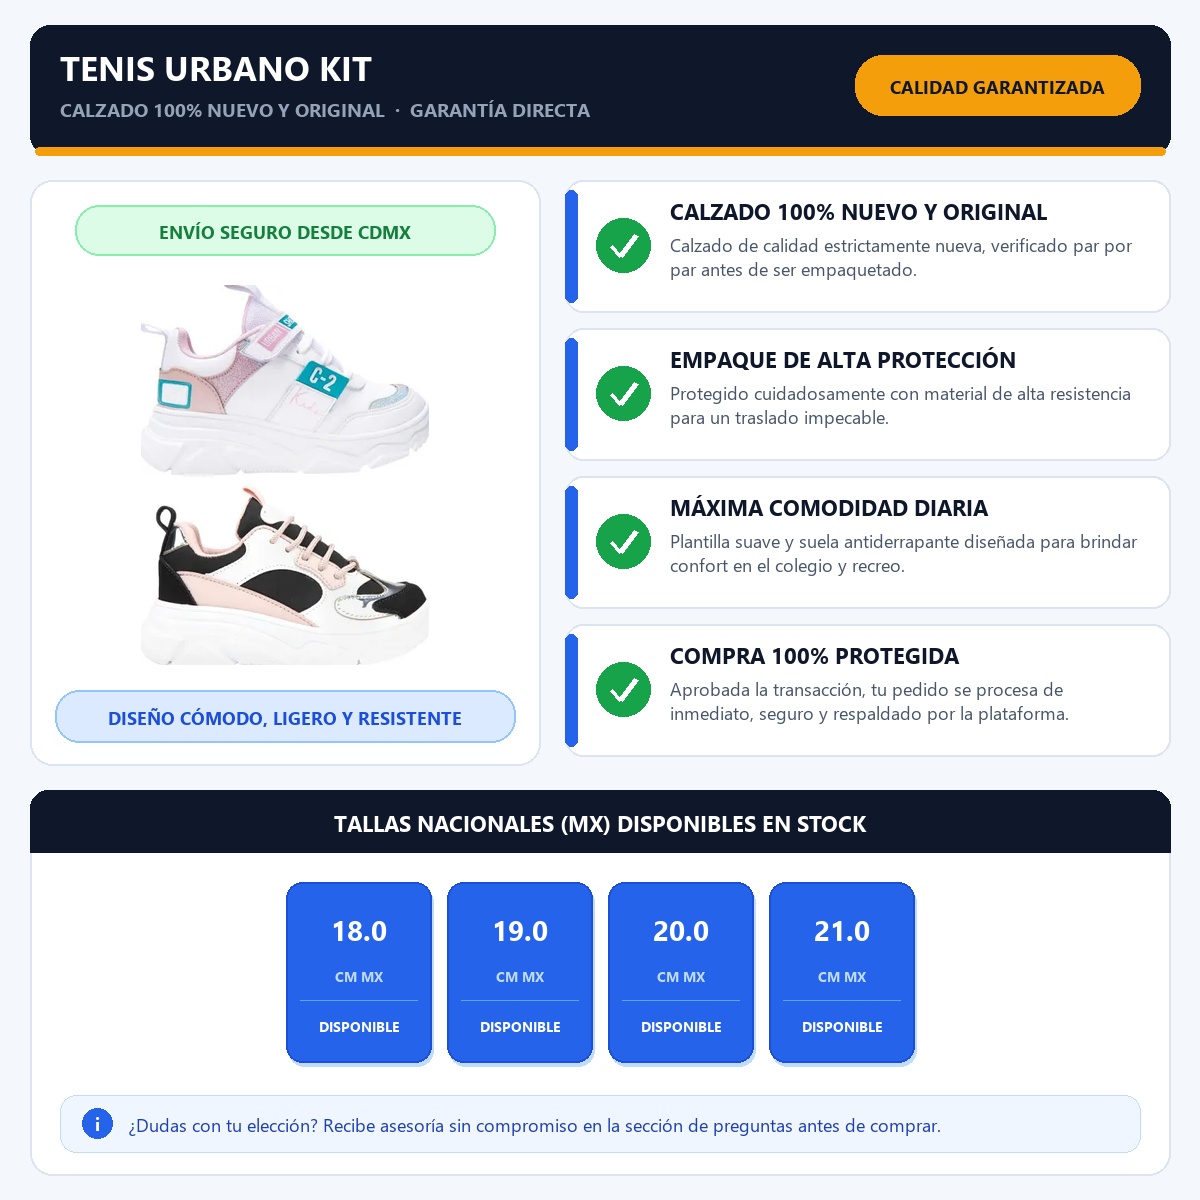 TENIS URBANO KIT
CALZADO 100% NUEVO Y ORIGINAL · GARANTÍA DIRECTA
CALIDAD GARANTIZADA
ENVÍO SEGURO DESDE CDMX
C-2
DISEÑO CÓMODO, LIGERO Y RESISTENTE
CALZADO 100% NUEVO Y ORIGINAL
Calzado de calidad estrictamente nueva, verificado par por
par antes de ser empaquetado.
EMPAQUE DE ALTA PROTECCIÓN
Protegido cuidadosamente con material de alta resistencia
para un traslado impecable.
MÁXIMA COMODIDAD DIARIA
Plantilla suave y suela antiderrapante diseñada para brindar
confort en el colegio y recreo.
COMPRA 100% PROTEGIDA
Aprobada la transacción, tu pedido se procesa de
inmediato, seguro y respaldado por la plataforma.
TALLAS NACIONALES (MX) DISPONIBLES EN STOCK
18.0
CM MX
DISPONIBLE
19.0
CM MX
DISPONIBLE
20.0
CM MX
DISPONIBLE
21.0
CM MX
DISPONIBLE
¿Dudas con tu elección? Recibe asesoría sin compromiso en la sección de preguntas antes de comprar.